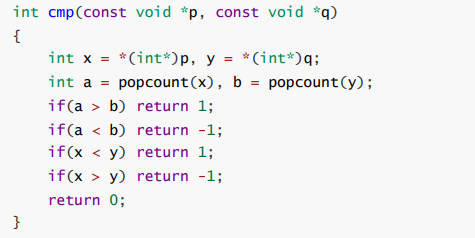 int cmp(const void *p, const void *q)
{
    int x = *(int*)p, y = *(int*)q;
    int a = popcount(x), b = popcount(y);
    if(a > b) return 1;
    if(a < b) return -1;
    if(x < y) return 1;
    if(x > y) return -1;
    return 0;
}